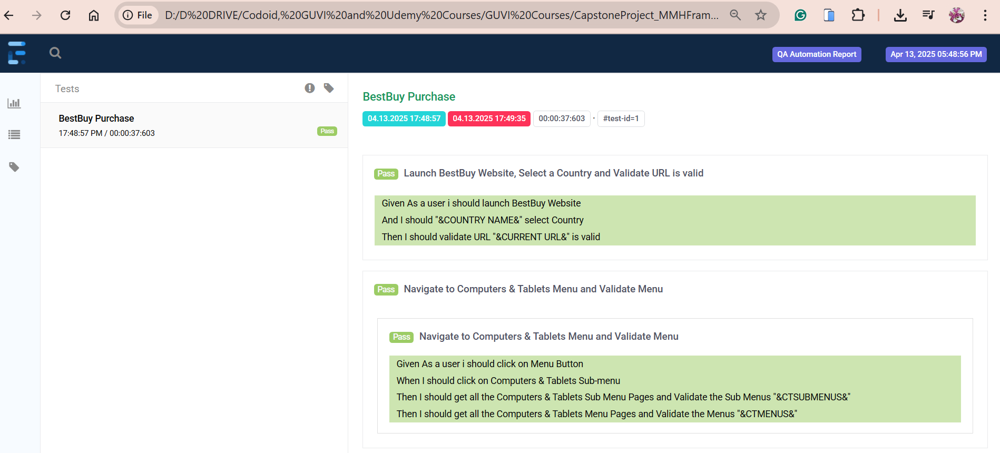 File
D:/D%20DRIVE/Codoid,%20GUVI%20and%20Udemy%20Courses/GUVI%20Courses/CapstoneProject_MMHFram...
QA Automation Report
Apr 13, 2025 05:48:56 PM
Tests
BestBuy Purchase
17:48:57 PM / 00:00:37:603
Pass
BestBuy Purchase
04.13.2025 17:48:57 04.13.2025 17:49:35 00:00:37:603 · #test-id=1
Pass Launch BestBuy Website, Select a Country and Validate URL is valid
Given As a user i should launch BestBuy Website
And I should "&COUNTRY NAME&" select Country
Then I should validate URL "&CURRENT URL&" is valid
Pass Navigate to Computers & Tablets Menu and Validate Menu
Pass Navigate to Computers & Tablets Menu and Validate Menu
Given As a user i should click on Menu Button
When I should click on Computers & Tablets Sub-menu
Then I should get all the Computers & Tablets Sub Menu Pages and Validate the Sub Menus "&CTSUBMENUS&"
Then I should get all the Computers & Tablets Menu Pages and Validate the Menus "&CTMENUS&"